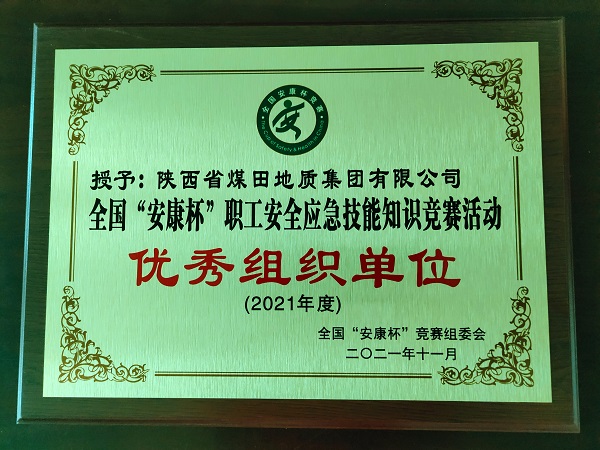 全国安康杯竞赛
授予：陕西省煤田地质集团有限公司
全国“安康杯”职工安全应急技能知识竞赛活动
优秀组织单位
(2021年度)
全国“安康杯”竞赛组委会
二〇二一年十一月